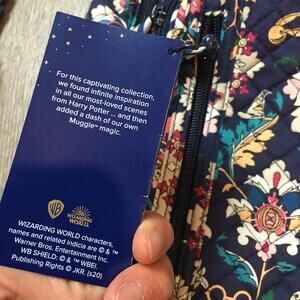 For this captivating collection,
we found infinite inspiration
in all our most-loved scenes
from Harry Potter ... and then
added a dash of our own
Muggle™ magic.
WB
WIZARDING
WORLD
WIZARDING WORLD characters,
names and related indicia are © & ™
Warner Bros. Entertainment Inc.
WB SHIELD: © & ™ WBEI.
Publishing Rights © JKR. (s20)